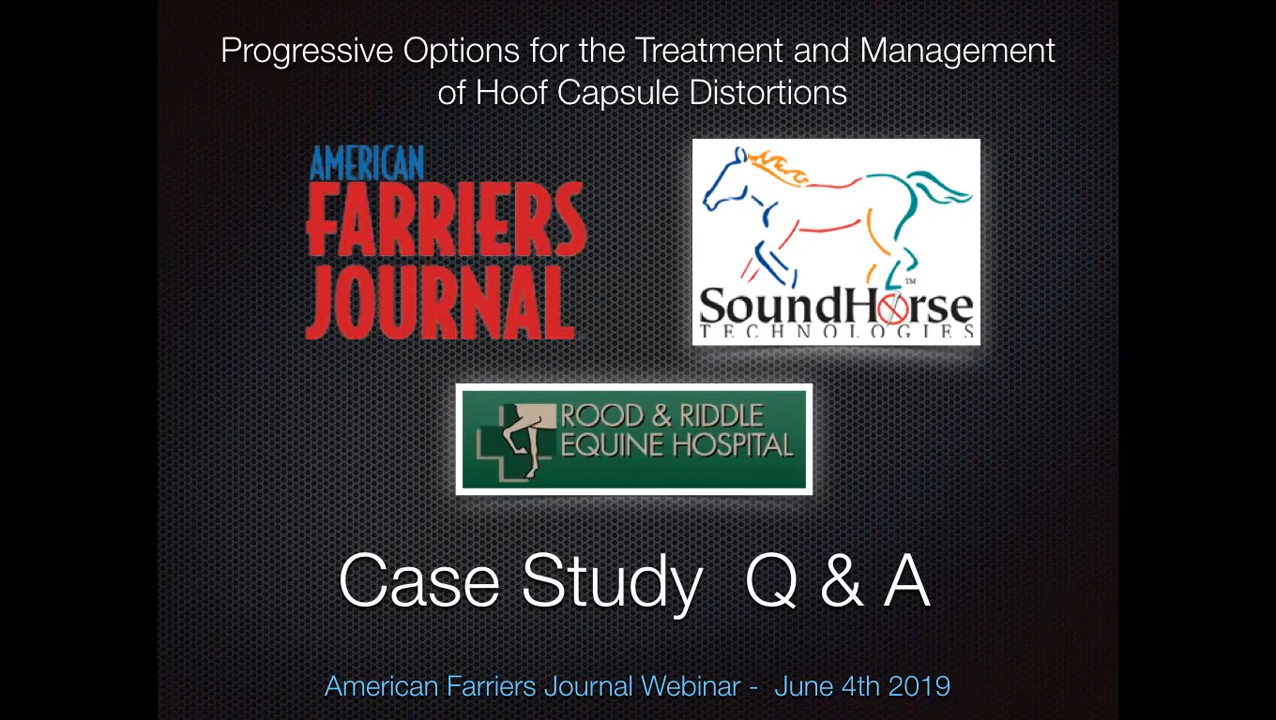 Progressive Options for the Treatment and Management
of Hoof Capsule Distortions
AMERICAN
FARRIERS
JOURNAL
SoundHorse™
TECHNOLOGIES
ROOD & RIDDLE
EQUINE HOSPITAL
Case Study Q & A
American Farriers Journal Webinar - June 4th 2019